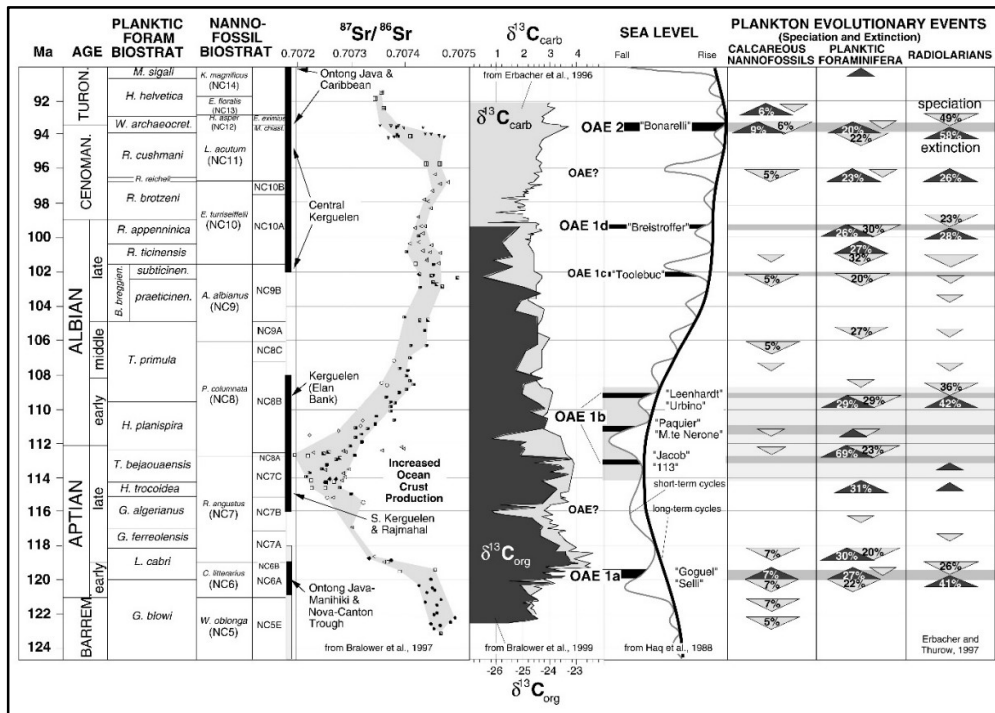 PLANKTIC FORAM BIOSTRAT
NANNO-FOSSIL BIOSTRAT
87Sr/86Sr
0.7072 0.7073 0.7074 0.7075
δ13Ccarb
1 2 3 4
SEA LEVEL
Fall Rise
PLANKTON EVOLUTIONARY EVENTS
(Speciation and Extinction)
CALCAREOUS NANNOFOSSILS
PLANKTIC FORAMINIFERA
RADIOLARIANS
Ma
AGE
92
94
96
98
100
102
104
106
108
110
112
114
116
118
120
122
124
TURON.
CENOMAN.
ALBIAN
late
middle
early
APTIAN
late
early
BARREM.
M. sigali
H. helvetica
W. archaeocret.
R. cushmani
R. reicheli
R. brotzeni
R. appenninica
R. ticinensis
B. breggien.
subticinen.
praeticinen.
T. primula
H. planispira
T. bejaouaensis
H. trocoidea
G. algerianus
G. ferreolensis
L. cabri
G. blowi
K. magnificus
(NC14)
E. floralis
(NC13)
H. asper
(NC12)
E. eximius
M. chiast.
L. acutum
(NC11)
E. turriseiffelii
(NC10)
NC10B
NC10A
A. albianus
(NC9)
NC9B
NC9A
NC8C
P. columnata
(NC8)
NC8B
NC8A
NC7C
R. angustus
(NC7)
NC7B
NC7A
C. litterarius
(NC6)
NC6B
NC6A
W. oblonga
(NC5)
NC5E
Ontong Java &
Caribbean
Central
Kerguelen
Kerguelen
(Elan
Bank)
Increased
Ocean
Crust
Production
S. Kerguelen
& Rajmahal
Ontong Java-
Manihiki &
Nova-Canton
Trough
from Bralower et al., 1997
from Erbacher et al., 1996
δ13Ccarb
δ13Corg
from Bralower et al., 1999
-26 -25 -24 -23
δ13Corg
OAE 2 "Bonarelli"
OAE?
OAE 1d "Breistroffer"
OAE 1c "Toolebuc"
OAE 1b
"Leenhardt"
"Urbino"
"Paquier"
"M.te Nerone"
"Jacob"
"113"
short-term cycles
long-term cycles
OAE?
OAE 1a
"Goguel"
"Selli"
from Haq et al., 1988
6%
9% 6%
5%
5%
5%
7%
7%
7%
7%
5%
20%
22%
23%
26% 30%
27%
32%
20%
27%
29% 29%
69% 23%
31%
30% 20%
27%
22%
speciation
49%
58%
extinction
26%
23%
28%
36%
42%
26%
41%
Erbacher and
Thurow, 1997